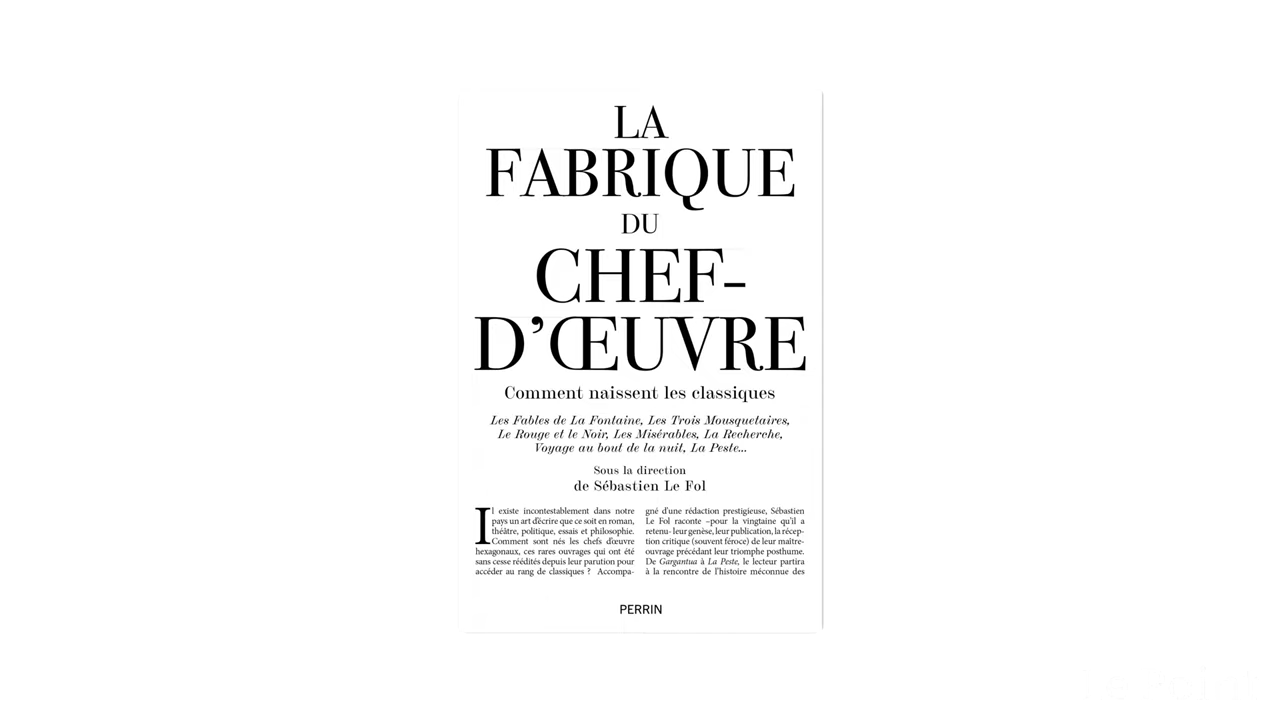 LA
FABRIQUE
DU
CHEF-
D'ŒUVRE
Comment naissent les classiques
Les Fables de La Fontaine, Les Trois Mousquetaires,
Le Rouge et le Noir, Les Misérables, La Recherche,
Voyage au bout de la nuit, La Peste...
Sous la direction
de Sébastien Le Fol
Il existe incontestablement dans notre
pays un art d'écrire que ce soit en roman,
théâtre, politique, essais et philosophie.
Comment sont nés les chefs d'œuvre
hexagonaux, ces rares ouvrages qui ont été
sans cesse réédités depuis leur parution pour
accéder au rang de classiques ? Accompa-
gné d'une rédaction prestigieuse, Sébastien
Le Fol raconte –pour la vingtaine qu'il a
retenu- leur genèse, leur publication, la récep-
tion critique (souvent féroce) de leur maître-
ouvrage précédant leur triomphe posthume.
De Gargantua à La Peste, le lecteur partira
à la rencontre de l'histoire méconnue des
PERRIN